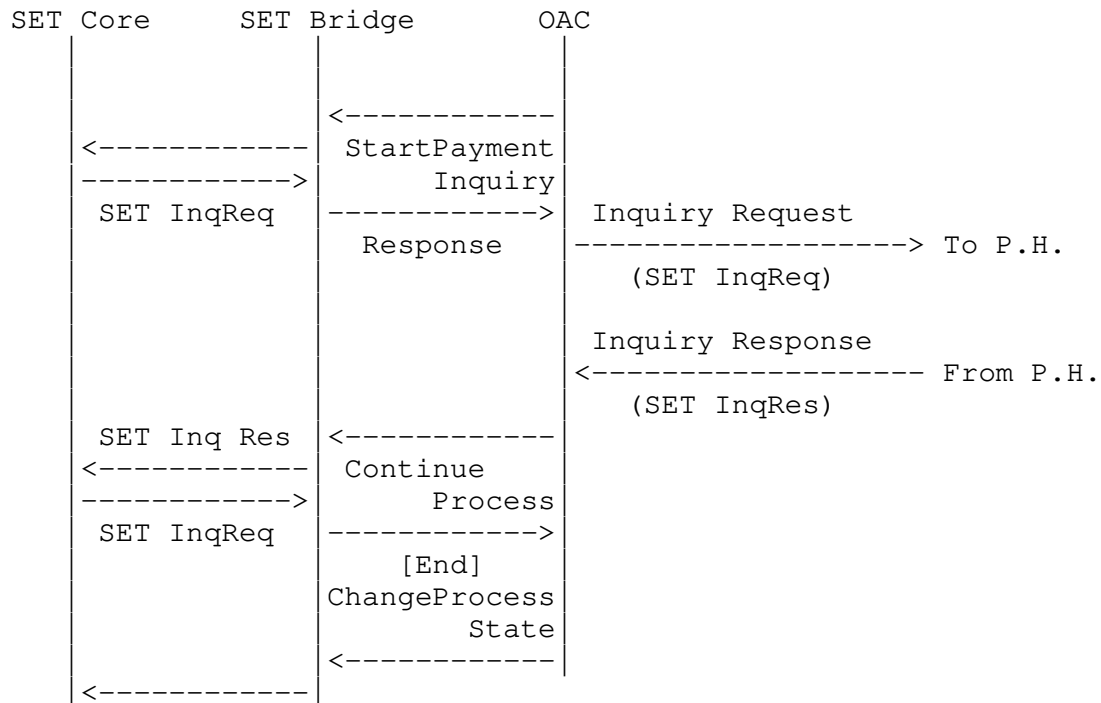 SET Core SET Bridge OAC
StartPayment
Inquiry
SET InqReq Inquiry Request
Response To P.H.
(SET InqReq)
Inquiry Response
From P.H.
(SET InqRes)
SET Inq Res
Continue
Process
SET InqReq
[End]
ChangeProcess
State